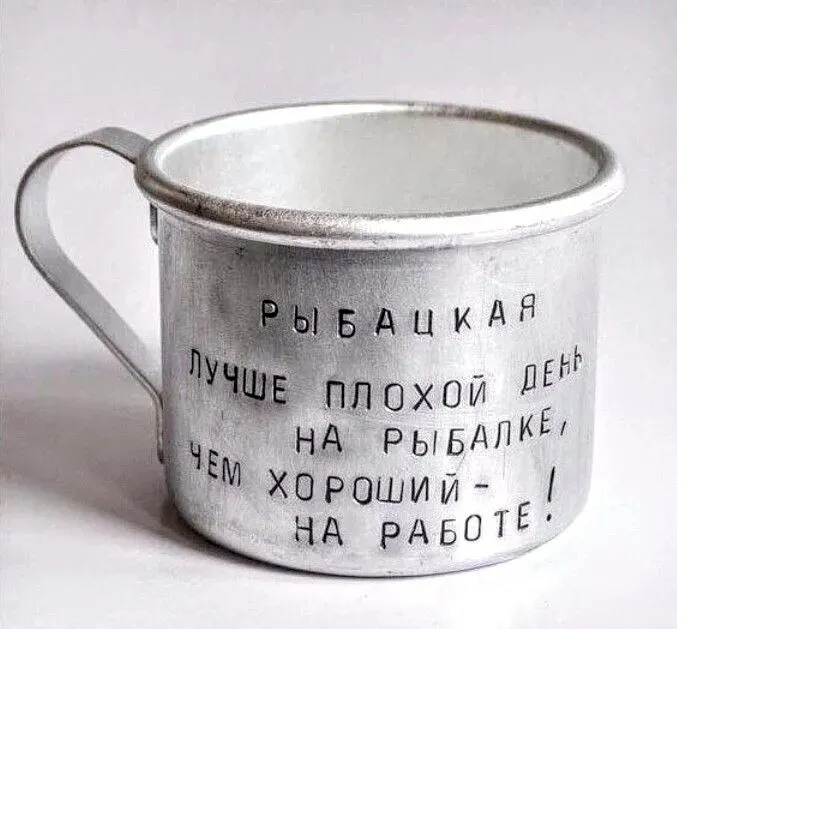 РЫБАЦКАЯ
ЛУЧШЕ ПЛОХОЙ ДЕНЬ
НА РЫБАЛКЕ,
ЧЕМ ХОРОШИЙ-
НА РАБОТЕ!